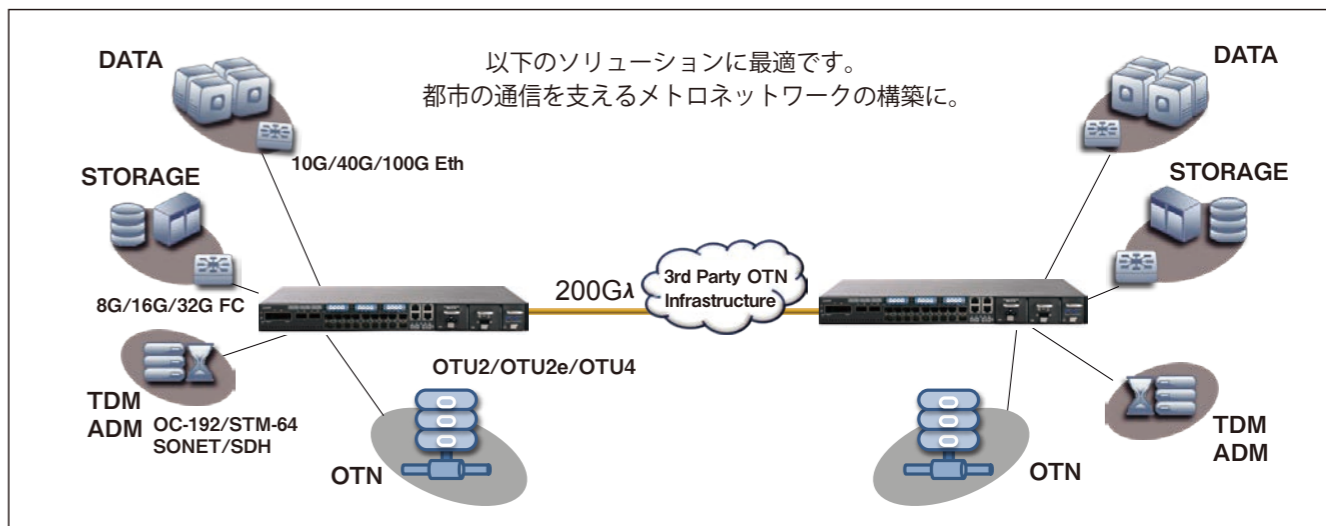 DATA
以下のソリューションに最適です。
都市の通信を支えるメトロネットワークの構築に。
DATA
10G/40G/100G Eth
STORAGE
STORAGE
8G/16G/32G FC
200Gλ
3rd Party OTN
Infrastructure
OTU2/OTU2e/OTU4
TDM
ADM
OC-192/STM-64
SONET/SDH
OTN
OTN
TDM
ADM